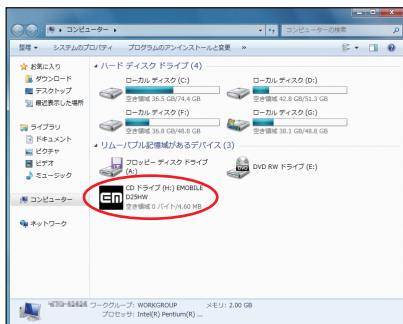 コンピューター
コンピューターの検索
整理 システムのプロパティ プログラムのアンインストールと変更 »
お気に入り
ダウンロード
デスクトップ
最近表示した場所
ライブラリ
ドキュメント
ピクチャ
ビデオ
ミュージック
コンピューター
ネットワーク
ハード ディスク ドライブ (4)
ローカル ディスク (C:)
空き領域 36.5 GB/74.4 GB
ローカル ディスク (D:)
空き領域 42.8 GB/51.3 GB
ローカル ディスク (F:)
空き領域 36.8 GB/48.8 GB
ローカル ディスク (G:)
空き領域 38.1 GB/48.8 GB
リムーバブル記憶域があるデバイス (3)
フロッピー ディスク ドライブ
(A:)
DVD RW ドライブ (E:)
CD ドライブ (H:) EMOBILE
D25HW
空き領域 0 バイト/4.60 MB
ワークグループ: WORKGROUP メモリ: 2.00 GB
プロセッサ: Intel(R) Pentium(R) ...